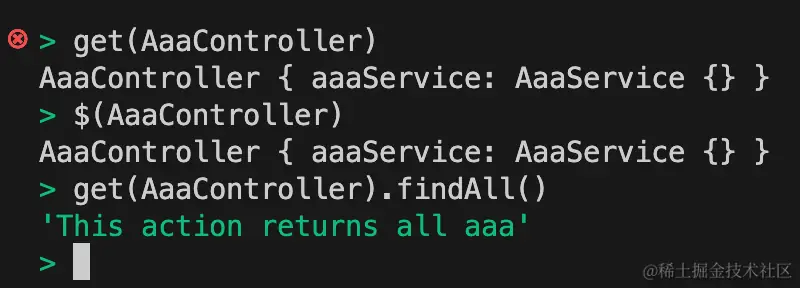 > get(AaaController)
AaaController { aaaService: AaaService {} }
> $(AaaController)
AaaController { aaaService: AaaService {} }
> get(AaaController).findAll()
'This action returns all aaa'
>
@稀土掘金技术社区